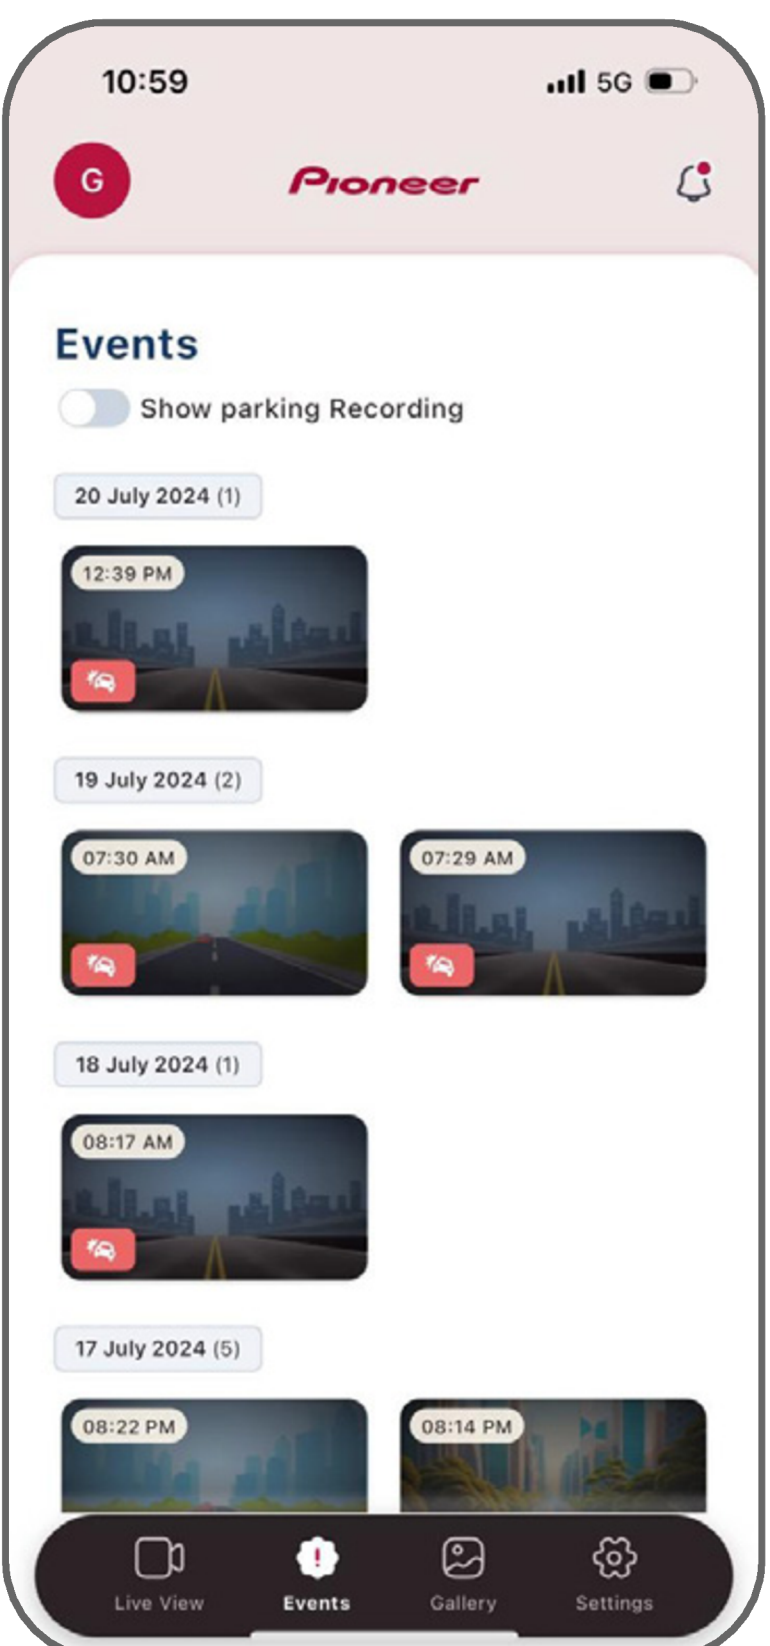 10:59 5G
G Pioneer
Events
Show parking Recording
20 July 2024 (1)
12:39 PM
19 July 2024 (2)
07:30 AM 07:29 AM
18 July 2024 (1)
08:17 AM
17 July 2024 (5)
08:22 PM 08:14 PM
Live View Events Gallery Settings